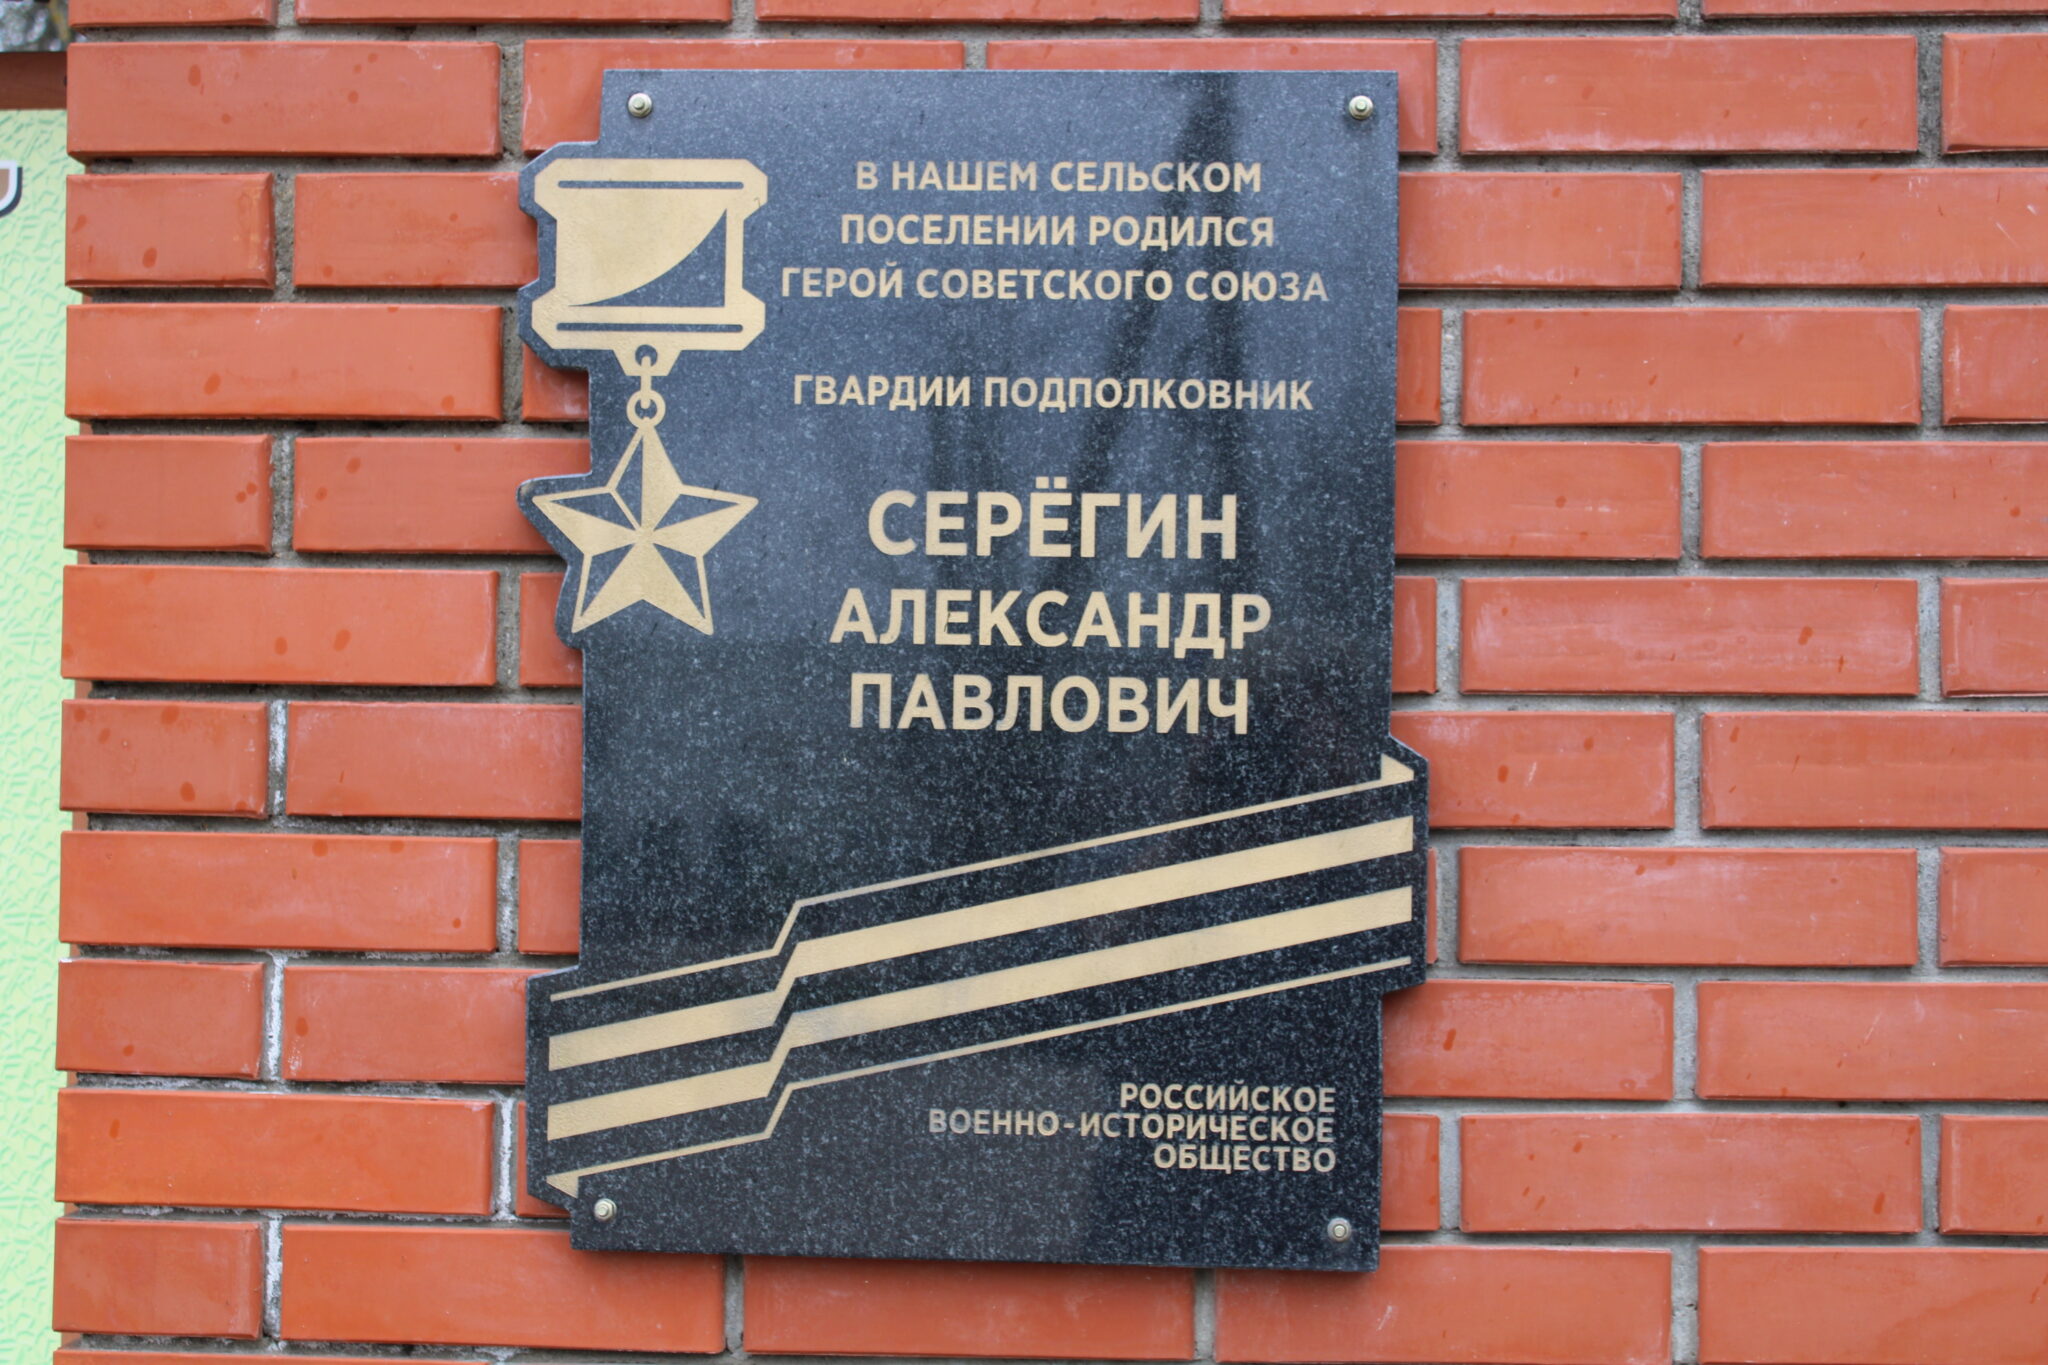 В НАШЕМ СЕЛЬСКОМ
ПОСЕЛЕНИИ РОДИЛСЯ
ГЕРОЙ СОВЕТСКОГО СОЮЗА
ГВАРДИИ ПОДПОЛКОВНИК
СЕРЁГИН
АЛЕКСАНДР
ПАВЛОВИЧ
РОССИЙСКОЕ
ВОЕННО-ИСТОРИЧЕСКОЕ
ОБЩЕСТВО